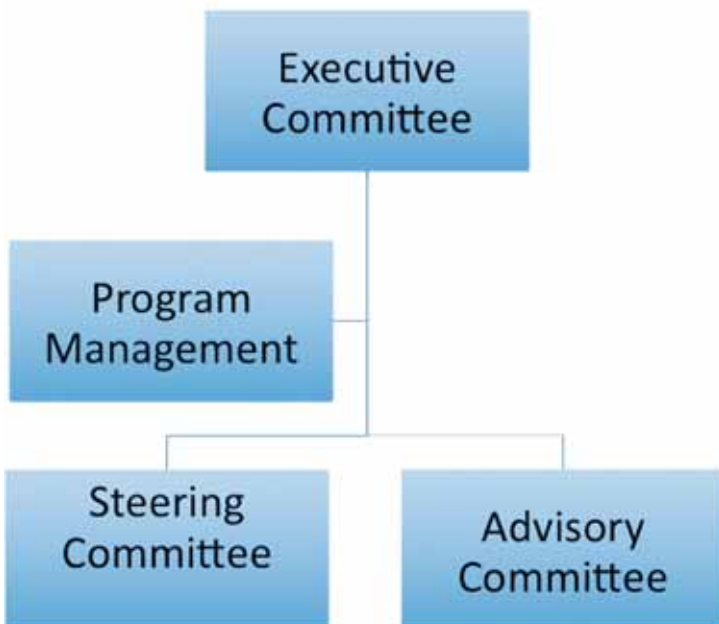 Executive
Committee
Program
Management
Steering
Committee
Advisory
Committee